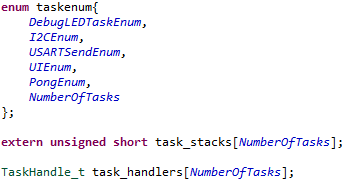 enum taskenum{
DebugLEDTaskEnum,
I2CEnum,
USARTSendEnum,
UIEnum,
PongEnum,
NumberOfTasks
};
extern unsigned short task_stacks[NumberOfTasks];
TaskHandle_t task_handlers[NumberOfTasks];